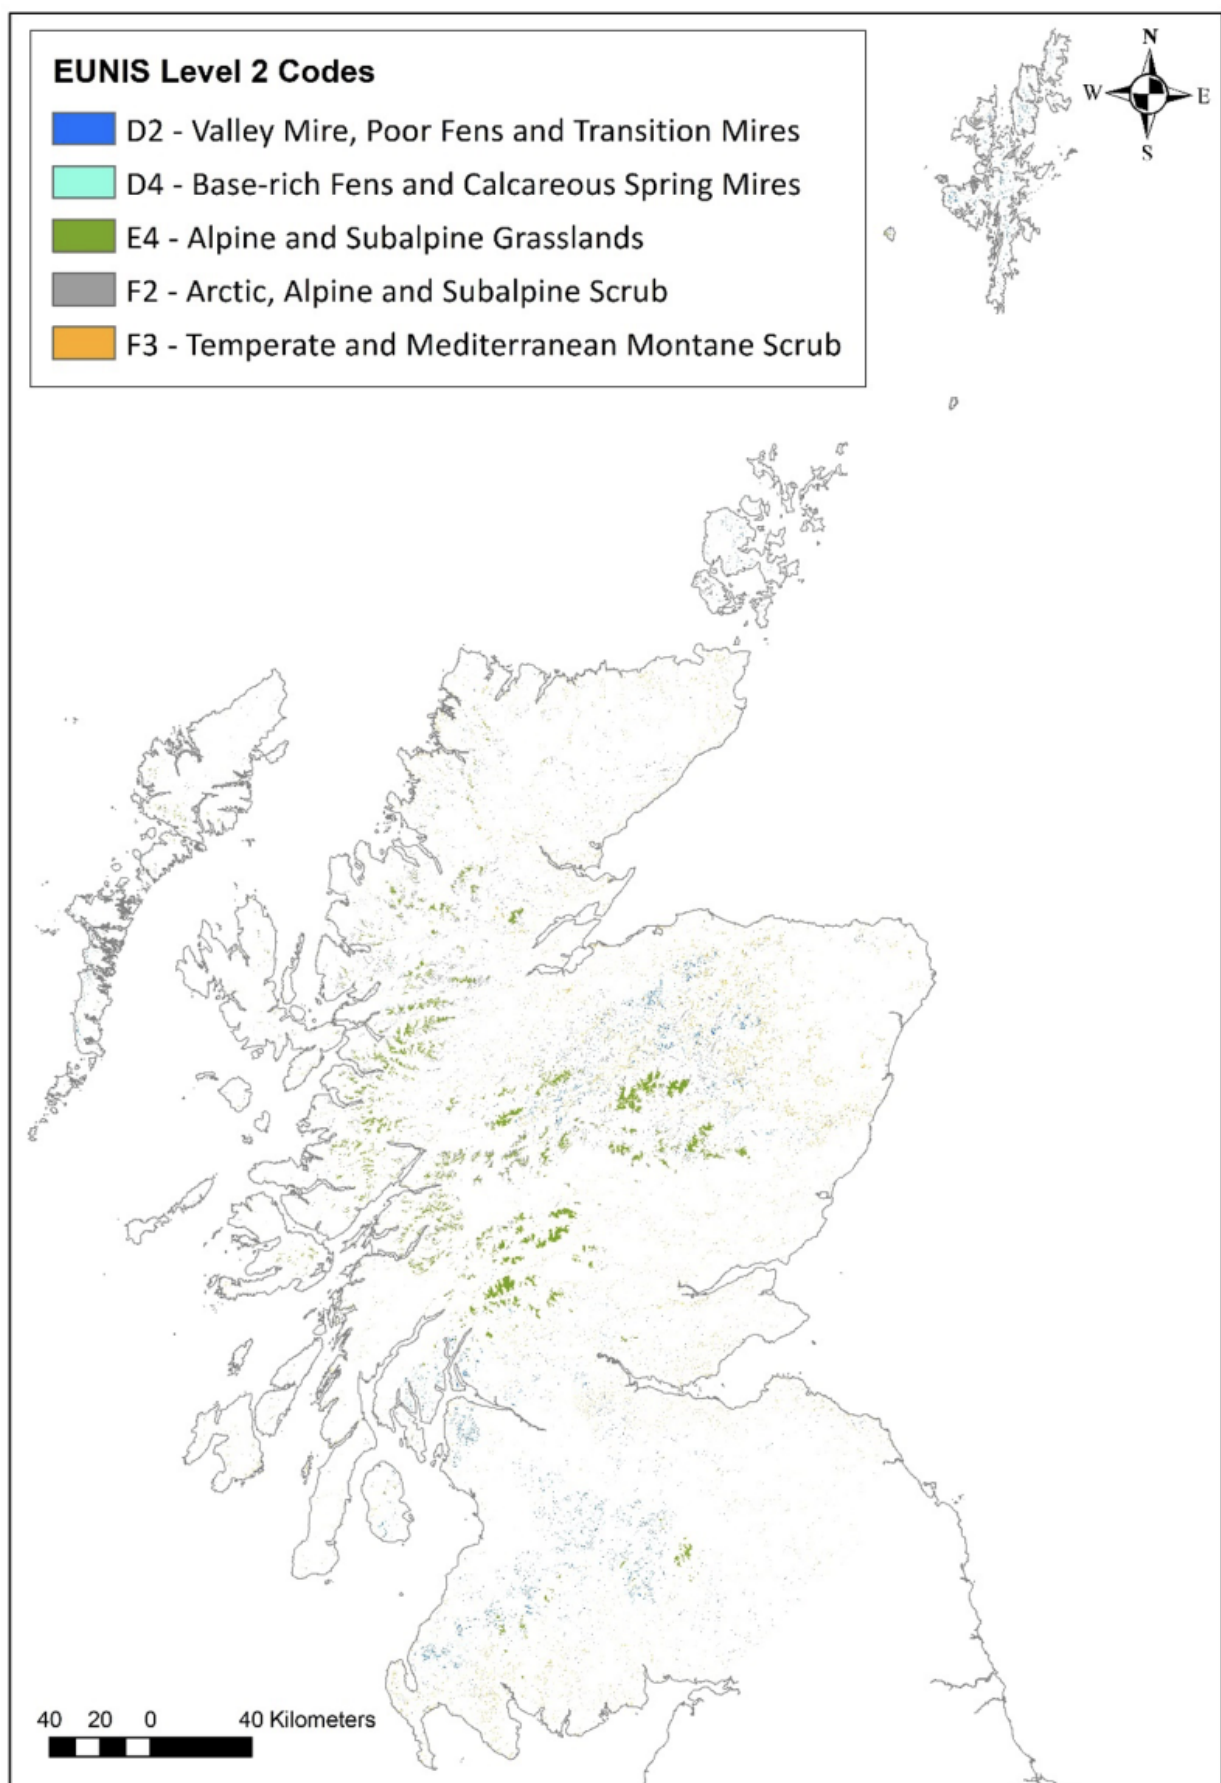 EUNIS Level 2 Codes
D2 - Valley Mire, Poor Fens and Transition Mires
D4 - Base-rich Fens and Calcareous Spring Mires
E4 - Alpine and Subalpine Grasslands
F2 - Arctic, Alpine and Subalpine Scrub
F3 - Temperate and Mediterranean Montane Scrub
N
W E
S
40 20 0 40 Kilometers